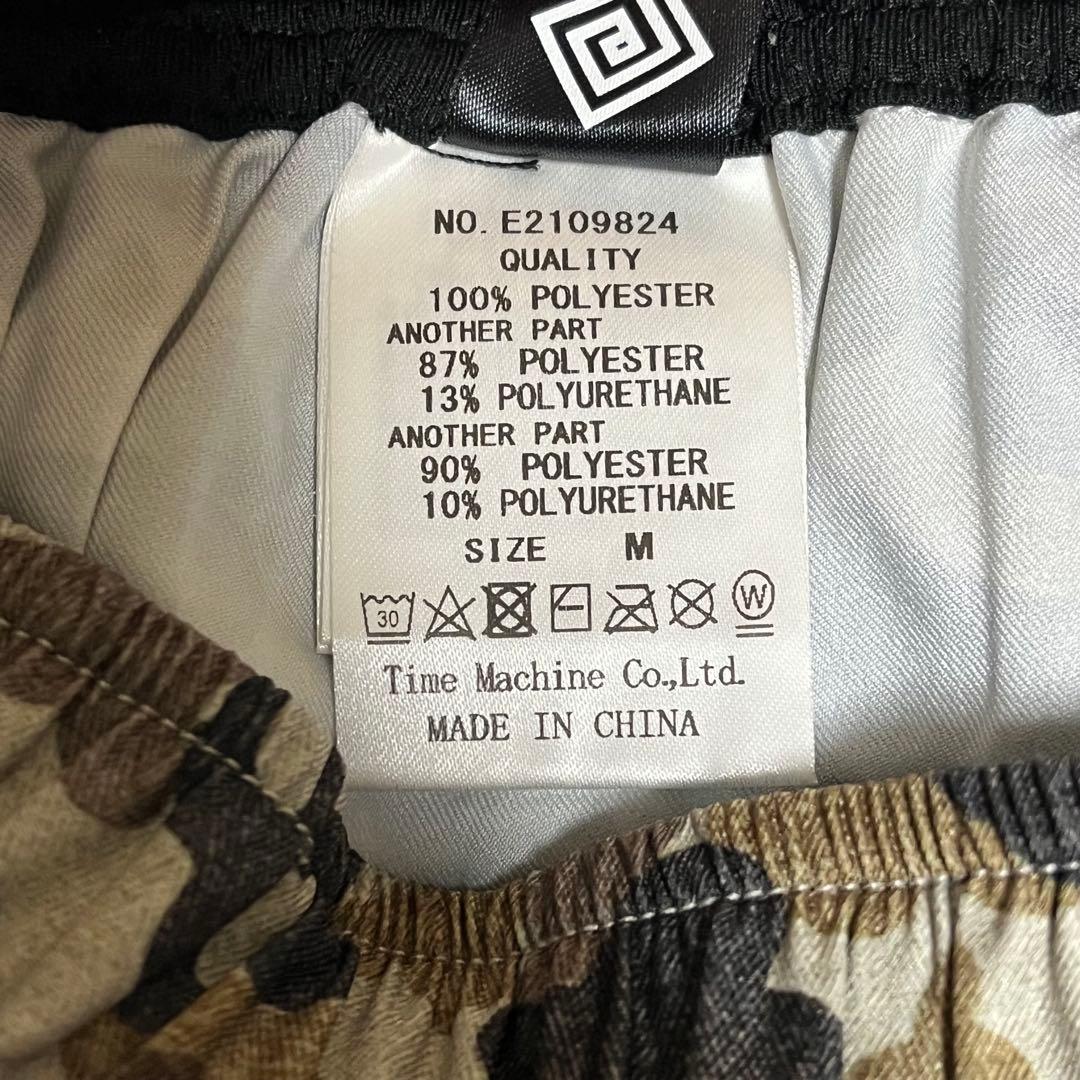 NO. E2109824
QUALITY
100% POLYESTER
ANOTHER PART
87% POLYESTER
13% POLYURETHANE
ANOTHER PART
90% POLYESTER
10% POLYURETHANE
SIZE M
30 W
Time Machine Co.,Ltd.
MADE IN CHINA